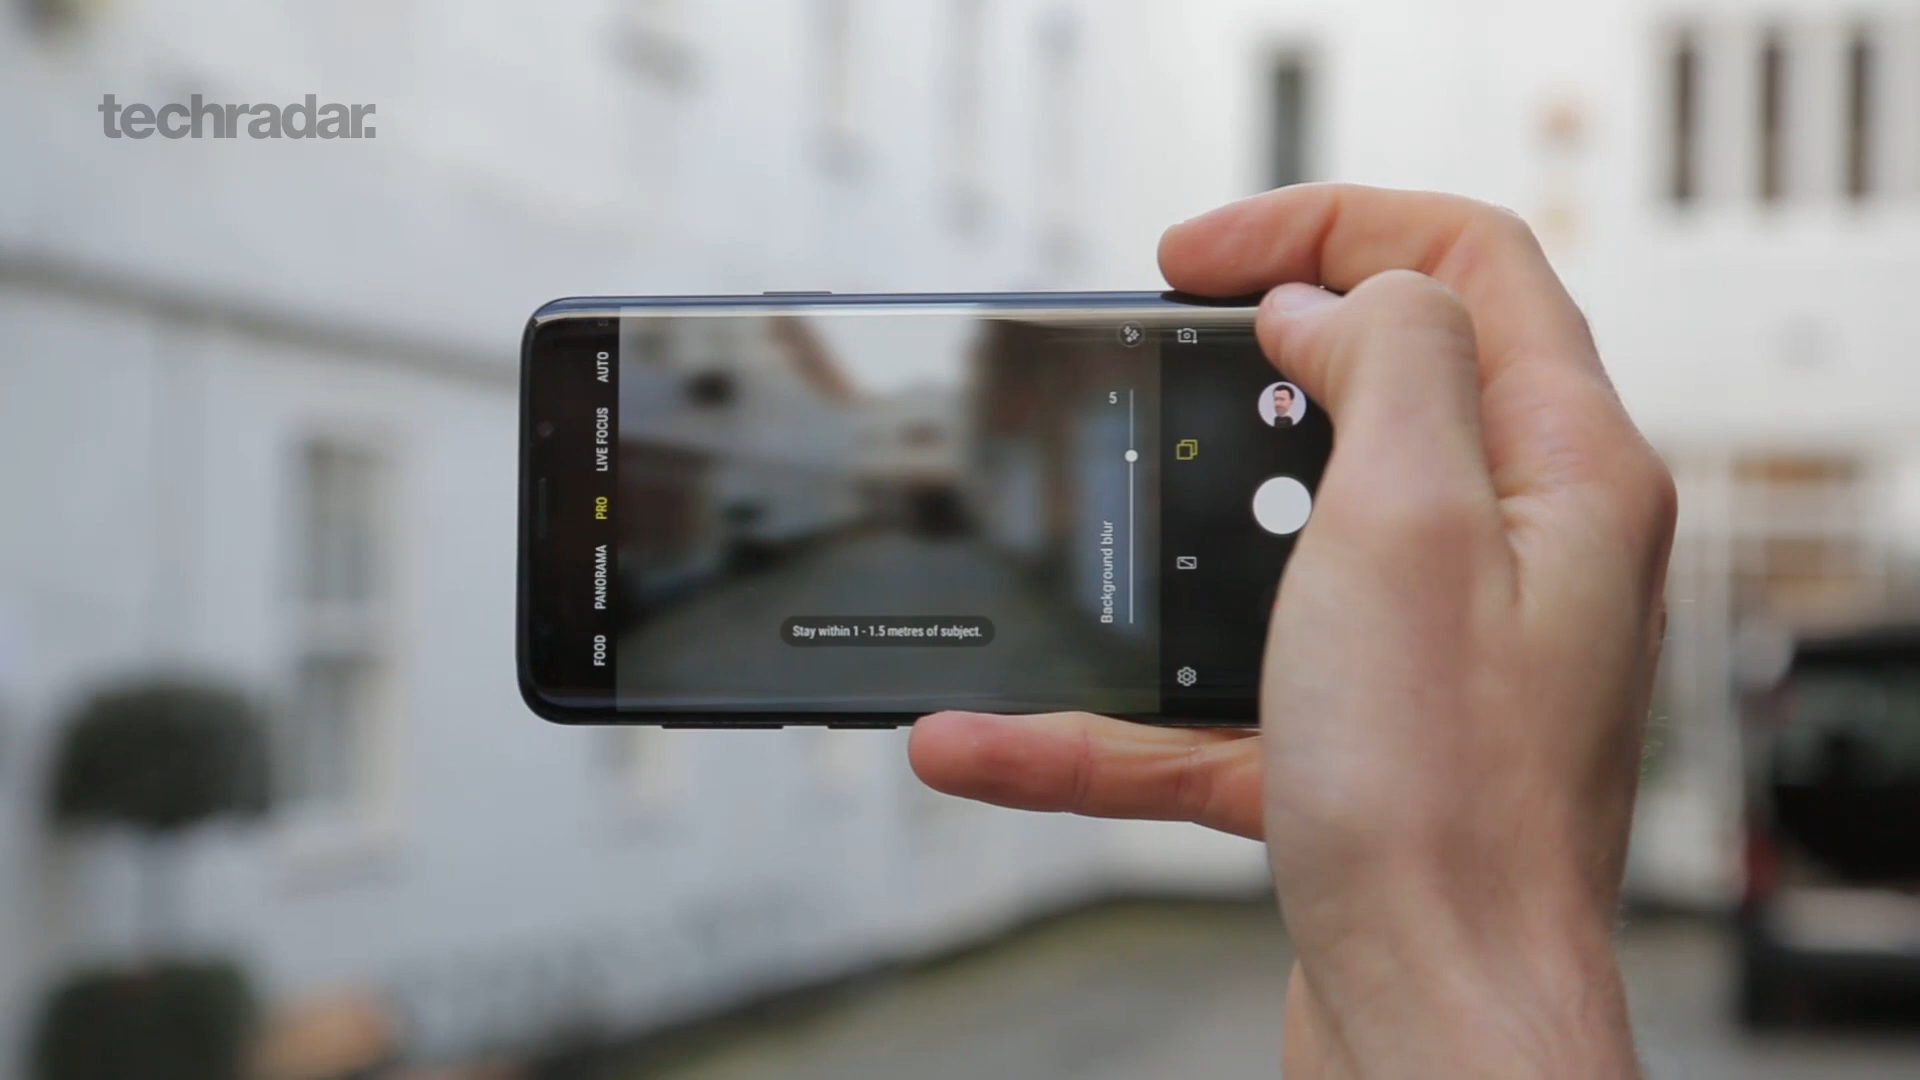 techradar.
AUTO
LIVE FOCUS
PRO
PANORAMA
FOOD
5
Background blur
Stay within 1 - 1.5 metres of subject.